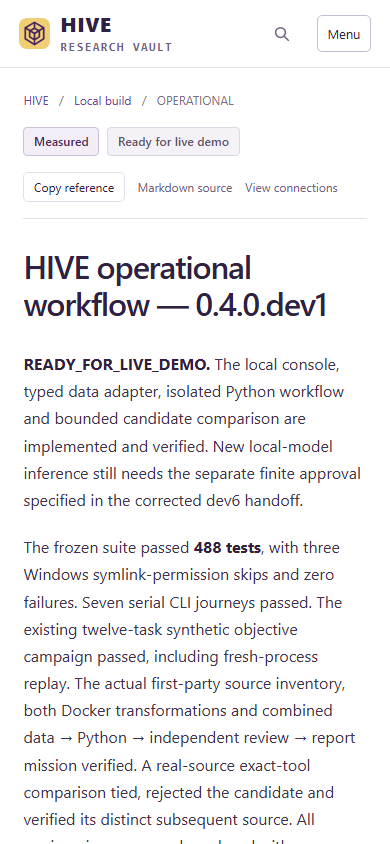 HIVE
RESEARCH VAULT
Menu
HIVE / Local build / OPERATIONAL
Measured
Ready for live demo
Copy reference
Markdown source
View connections
HIVE operational
workflow — 0.4.0.dev1
READY_FOR_LIVE_DEMO. The local console,
typed data adapter, isolated Python workflow
and bounded candidate comparison are
implemented and verified. New local-model
inference still needs the separate finite approval
specified in the corrected dev6 handoff.
The frozen suite passed 488 tests, with three
Windows symlink-permission skips and zero
failures. Seven serial CLI journeys passed. The
existing twelve-task synthetic objective
campaign passed, including fresh-process
replay. The actual first-party source inventory,
both Docker transformations and combined
data → Python → independent review → report
mission verified. A real-source exact-tool
comparison tied, rejected the candidate and
verified its distinct subsequent source. All